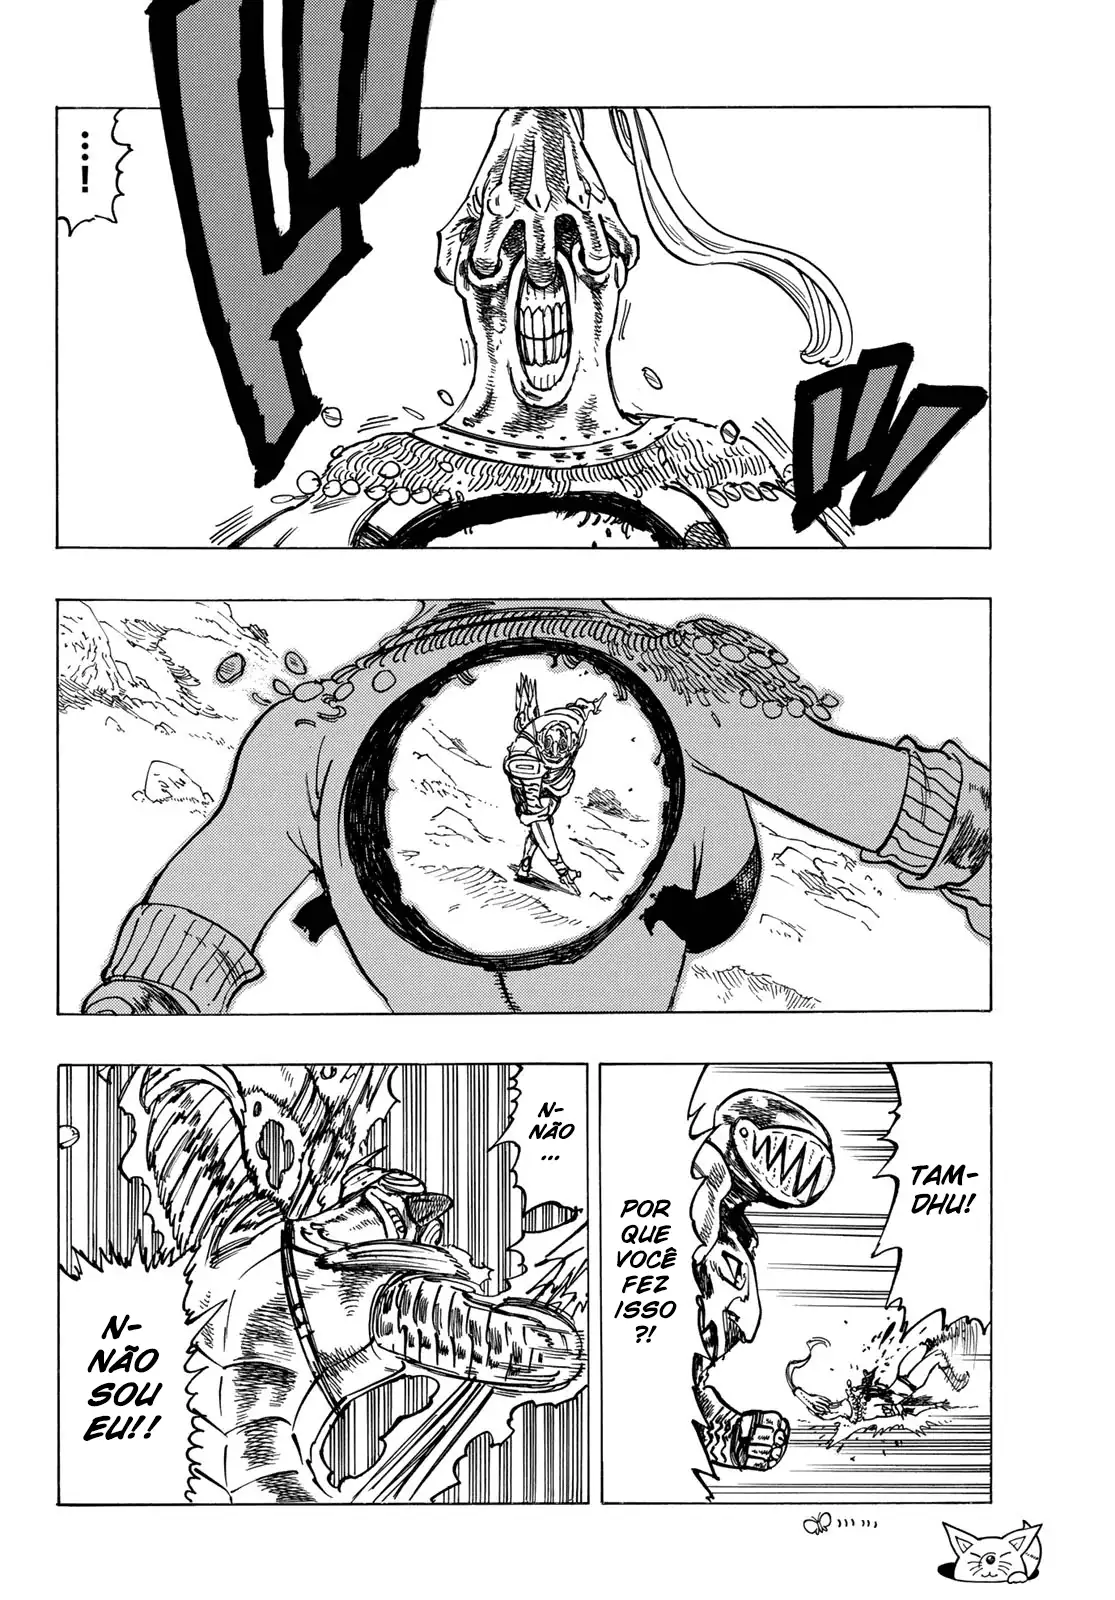 ...!
TAM-
DHU!
POR
QUE
VOCÊ
FEZ
ISSO
?!
N-
NÃO
...
N-
NÃO
SOU
EU!!